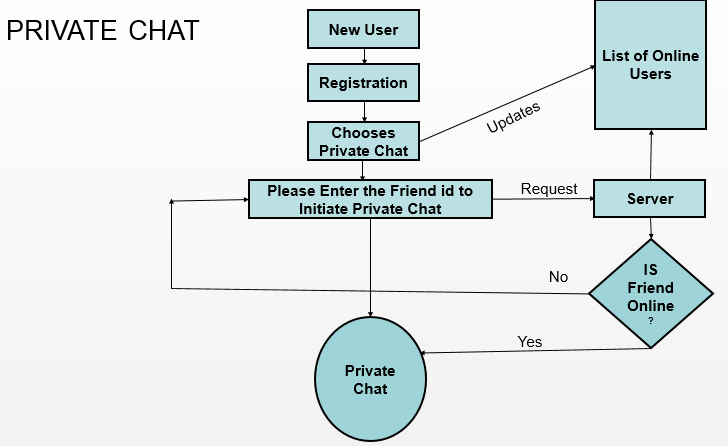 PRIVATE CHAT
New User
Registration
Chooses
Private Chat
Updates
List of Online
Users
Please Enter the Friend id to
Initiate Private Chat
Request
Server
IS
Friend
Online
?
No
Yes
Private
Chat